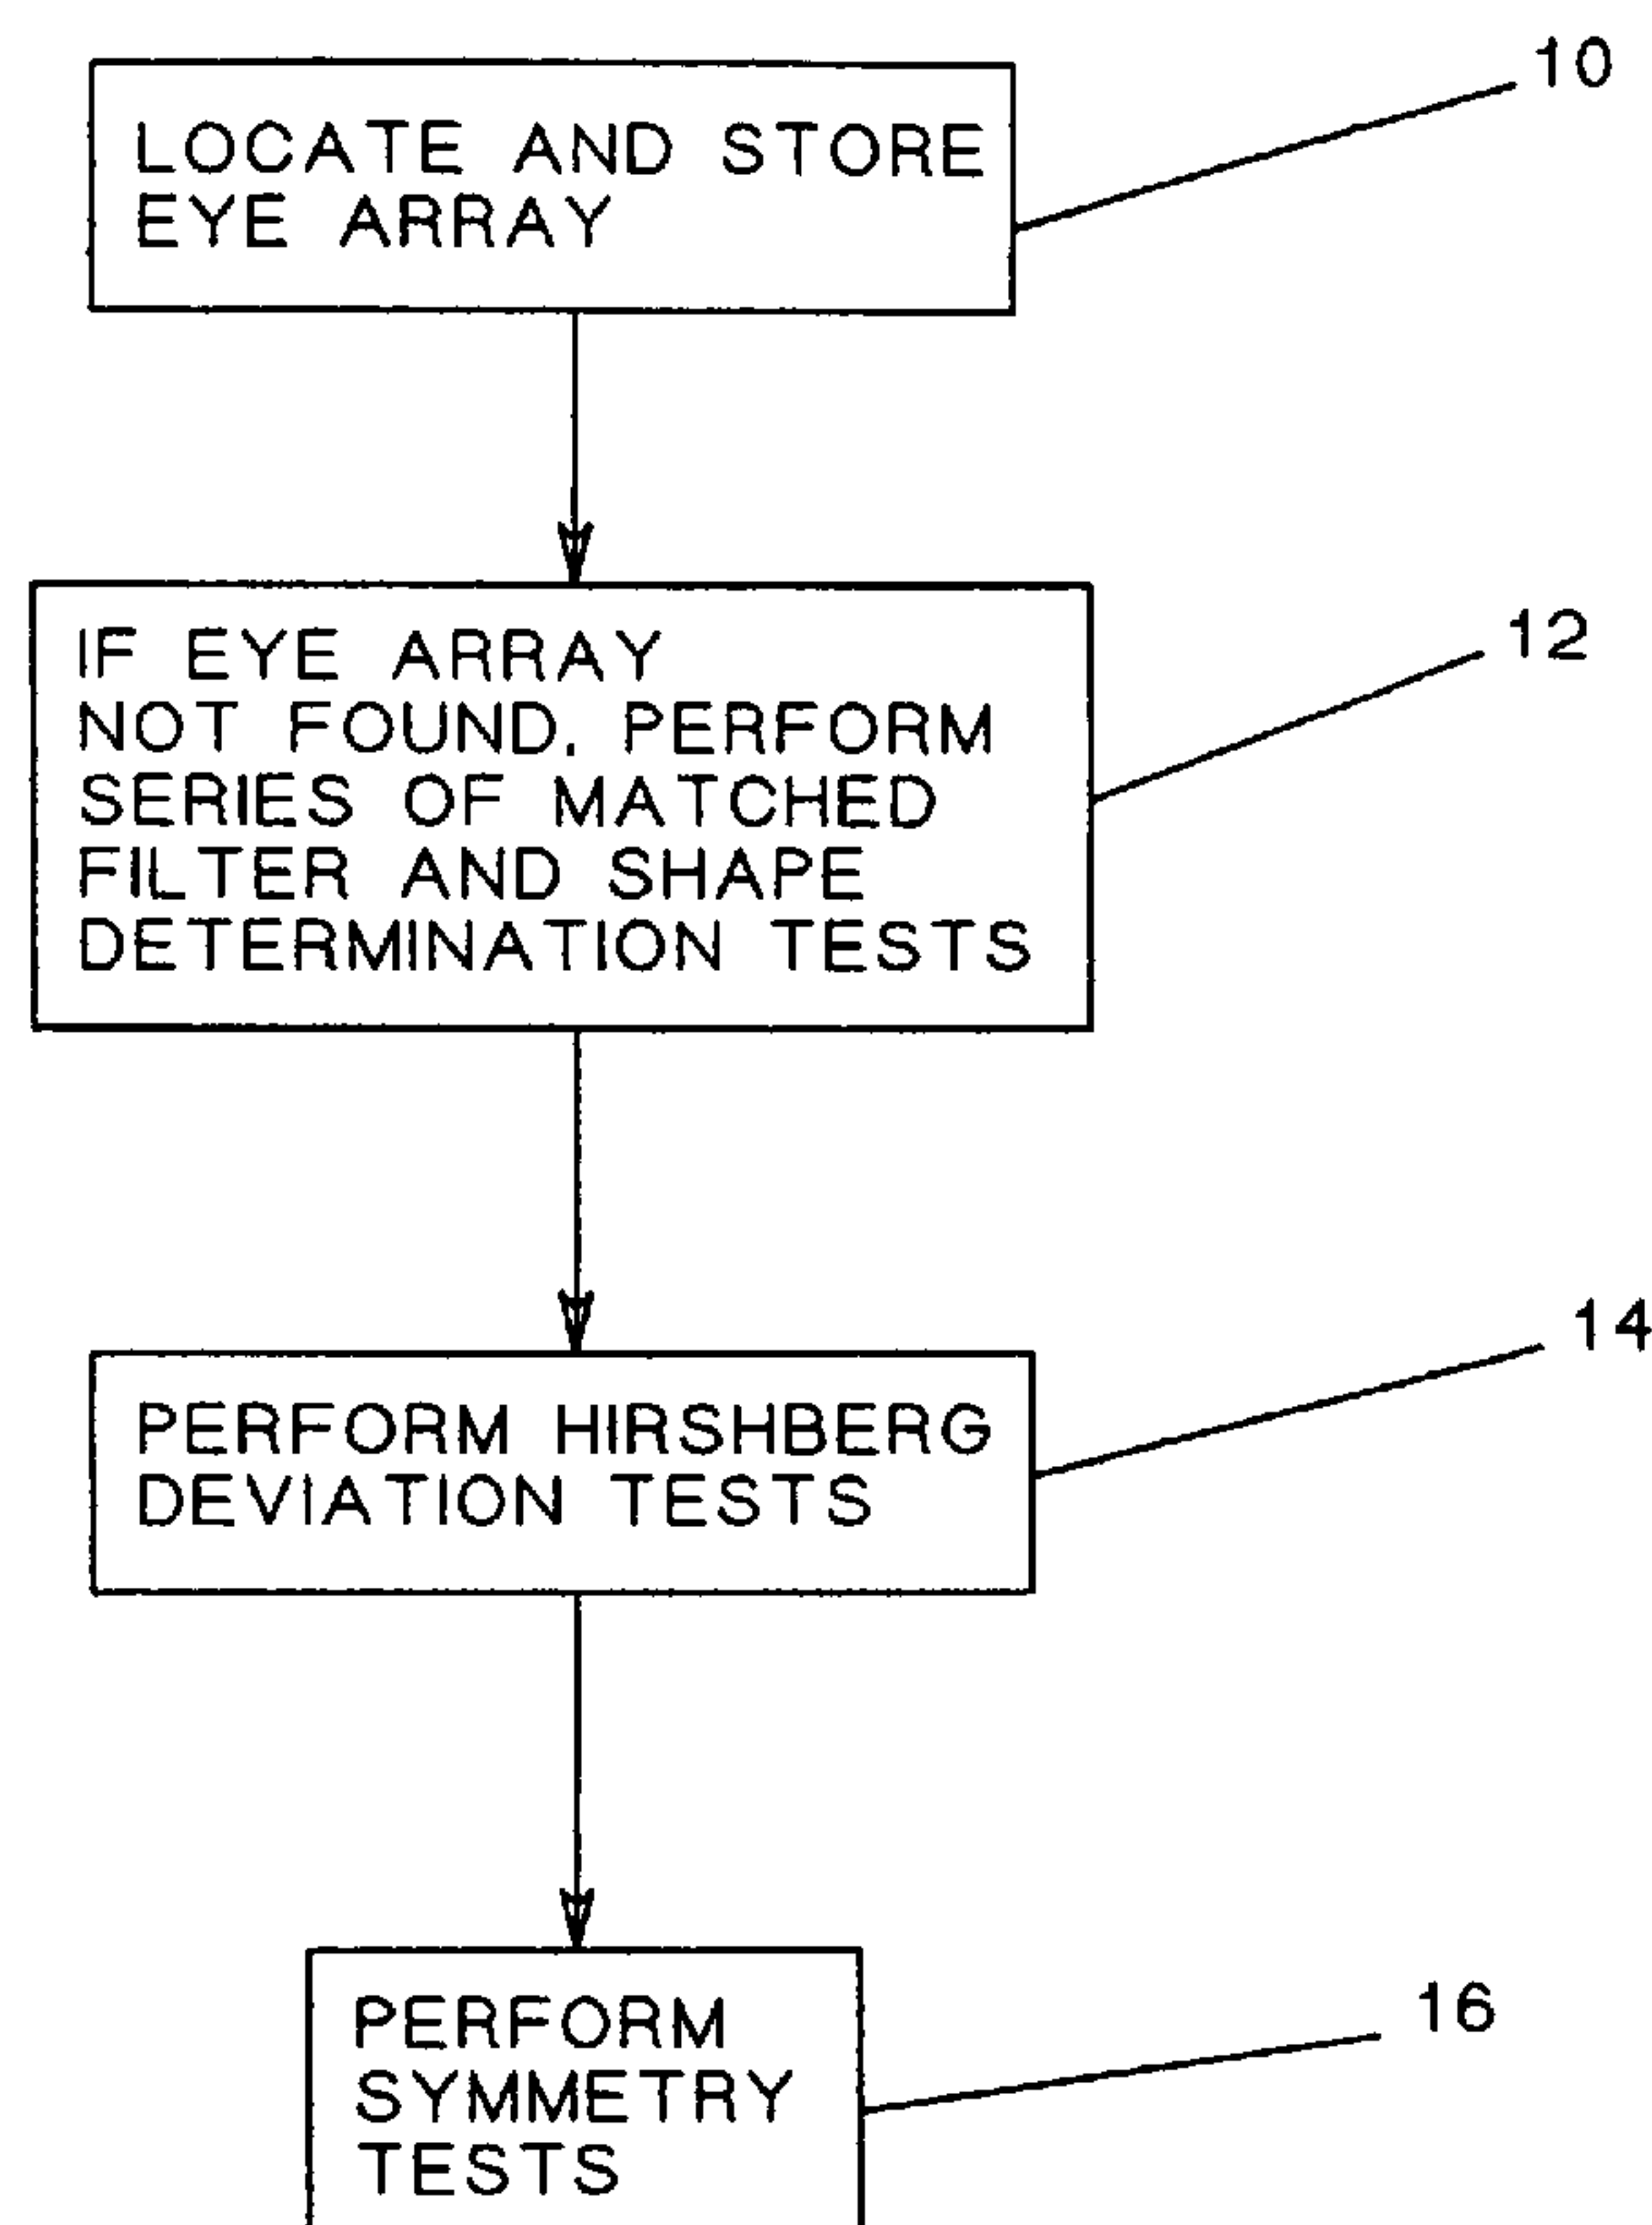 10
LOCATE AND STORE
EYE ARRAY
12
IF EYE ARRAY
NOT FOUND, PERFORM
SERIES OF MATCHED
FILTER AND SHAPE
DETERMINATION TESTS
14
PERFORM HIRSHBERG
DEVIATION TESTS
16
PERFORM
SYMMETRY
TESTS